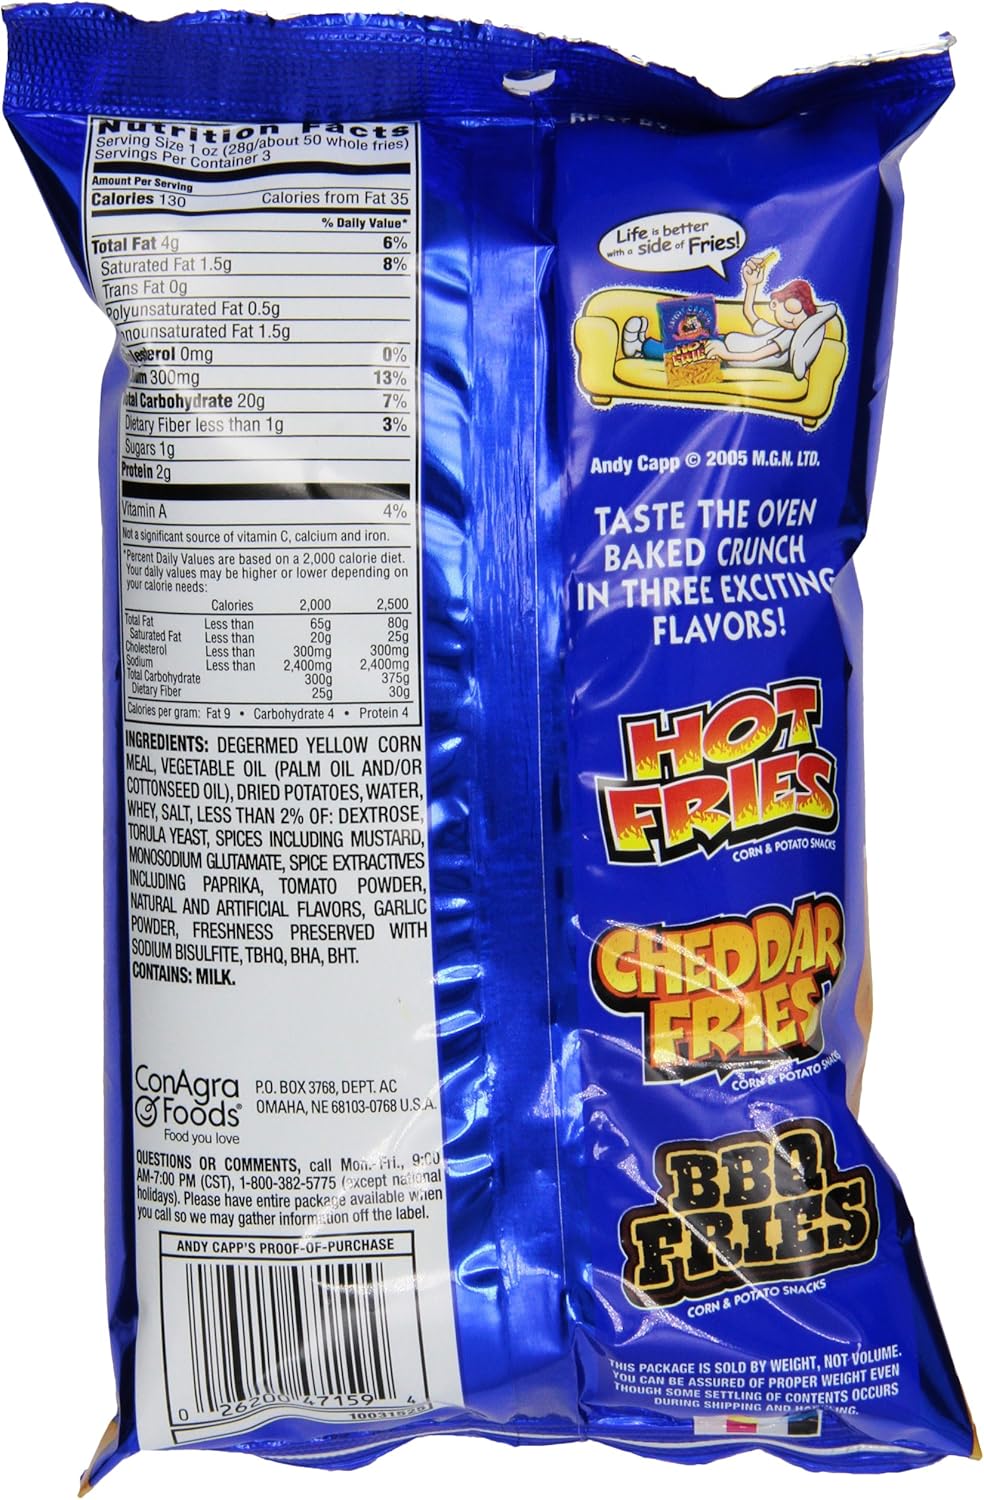 Nutrition Facts
Serving Size 1 oz (28g/about 50 whole fries)
Servings Per Container 3
Amount Per Serving
Calories 130 Calories from Fat 35
% Daily Value*
Total Fat 4g 6%
Saturated Fat 1.5g 8%
Trans Fat 0g
Polyunsaturated Fat 0.5g
nounsaturated Fat 1.5g
lesterol 0mg 0%
um 300mg 13%
otal Carbohydrate 20g 7%
Dietary Fiber less than 1g 3%
Sugars 1g
Protein 2g
Vitamin A 4%
Not a significant source of vitamin C, calcium and iron.
*Percent Daily Values are based on a 2,000 calorie diet.
Your daily values may be higher or lower depending on
your calorie needs:
Calories 2,000 2,500
Total Fat Less than 65g 80g
Saturated Fat Less than 20g 25g
Cholesterol Less than 300mg 300mg
Sodium Less than 2,400mg 2,400mg
Total Carbohydrate 300g 375g
Dietary Fiber 25g 30g
Calories per gram: Fat 9 • Carbohydrate 4 • Protein 4
INGREDIENTS: DEGERMED YELLOW CORN
MEAL, VEGETABLE OIL (PALM OIL AND/OR
COTTONSEED OIL), DRIED POTATOES, WATER,
WHEY, SALT, LESS THAN 2% OF: DEXTROSE,
TORULA YEAST, SPICES INCLUDING MUSTARD,
MONOSODIUM GLUTAMATE, SPICE EXTRACTIVES
INCLUDING PAPRIKA, TOMATO POWDER,
NATURAL AND ARTIFICIAL FLAVORS, GARLIC
POWDER, FRESHNESS PRESERVED WITH
SODIUM BISULFITE, TBHQ, BHA, BHT.
CONTAINS: MILK.
ConAgra
Foods®
Food you love
P.O. BOX 3768, DEPT. AC
OMAHA, NE 68103-0768 U.S.A.
QUESTIONS OR COMMENTS, call Mon.-Fri., 9:00
AM-7:00 PM (CST), 1-800-382-5775 (except national
holidays). Please have entire package available when
you call so we may gather information off the label.
ANDY CAPP'S PROOF-OF-PURCHASE
0 26200 47159 4
BEST BY
Life is better
with a side of Fries!
HOT
FRIES
Andy Capp © 2005 M.G.N. LTD.
TASTE THE OVEN
BAKED CRUNCH
IN THREE EXCITING
FLAVORS!
HOT
FRIES
CORN & POTATO SNACKS
CHEDDAR
FRIES
CORN & POTATO SNACKS
BBQ
FRIES
CORN & POTATO SNACKS
THIS PACKAGE IS SOLD BY WEIGHT, NOT VOLUME.
YOU CAN BE ASSURED OF PROPER WEIGHT EVEN
THOUGH SOME SETTLING OF CONTENTS OCCURS
DURING SHIPPING AND HANDLING.